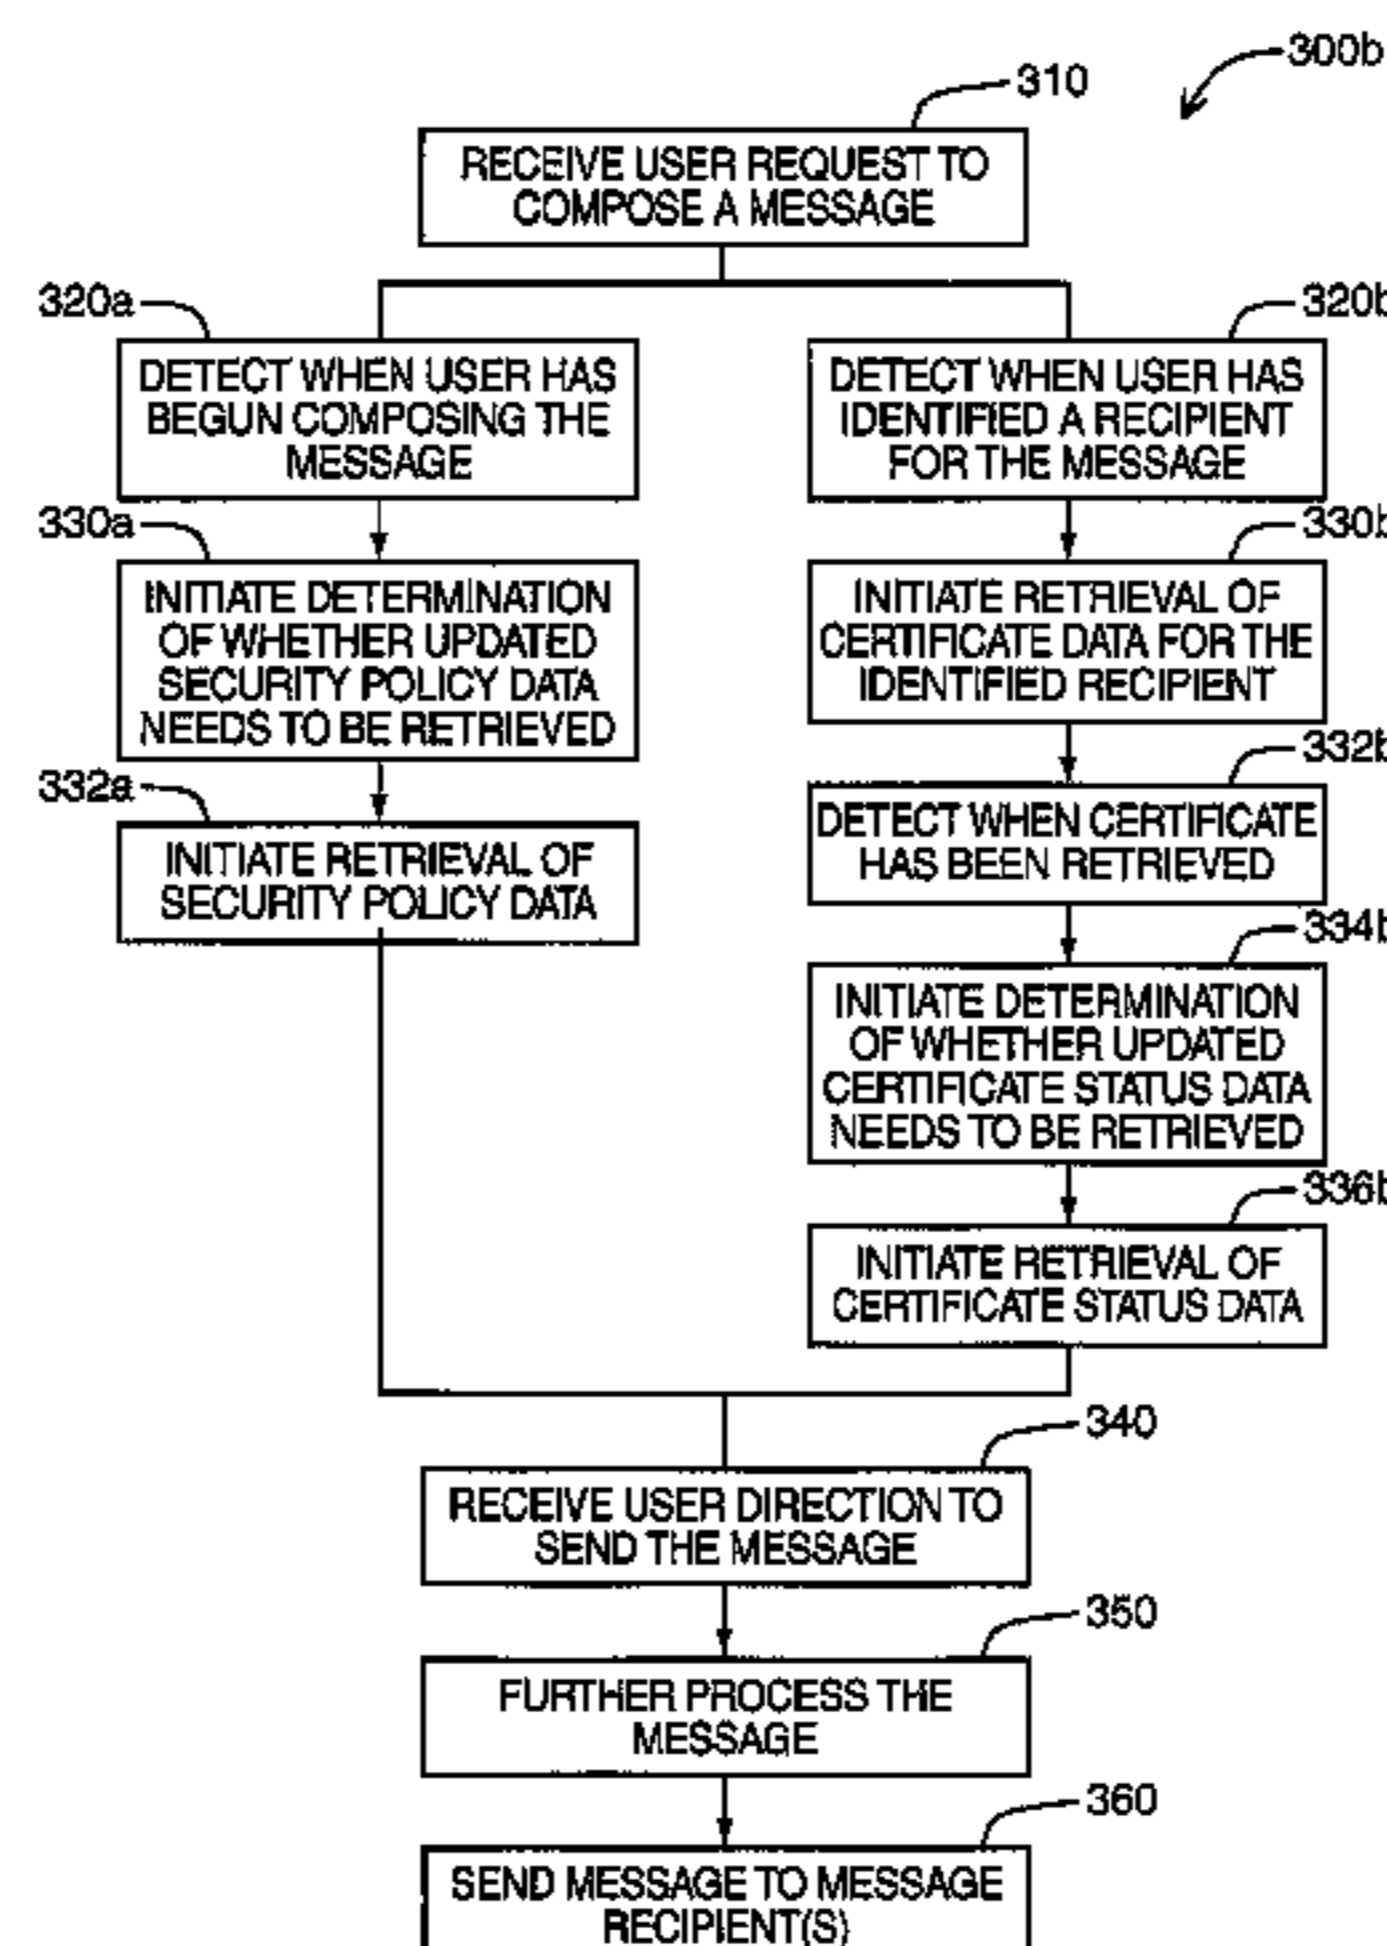 300b
310
RECEIVE USER REQUEST TO
COMPOSE A MESSAGE
320a
DETECT WHEN USER HAS
BEGUN COMPOSING THE
MESSAGE
320b
DETECT WHEN USER HAS
IDENTIFIED A RECIPIENT
FOR THE MESSAGE
330a
INITIATE DETERMINATION
OF WHETHER UPDATED
SECURITY POLICY DATA
NEEDS TO BE RETRIEVED
330b
INITIATE RETRIEVAL OF
CERTIFICATE DATA FOR THE
IDENTIFIED RECIPIENT
332a
INITIATE RETRIEVAL OF
SECURITY POLICY DATA
332b
DETECT WHEN CERTIFICATE
HAS BEEN RETRIEVED
334b
INITIATE DETERMINATION
OF WHETHER UPDATED
CERTIFICATE STATUS DATA
NEEDS TO BE RETRIEVED
336b
INITIATE RETRIEVAL OF
CERTIFICATE STATUS DATA
340
RECEIVE USER DIRECTION TO
SEND THE MESSAGE
350
FURTHER PROCESS THE
MESSAGE
360
SEND MESSAGE TO MESSAGE
RECIPIENT(S)